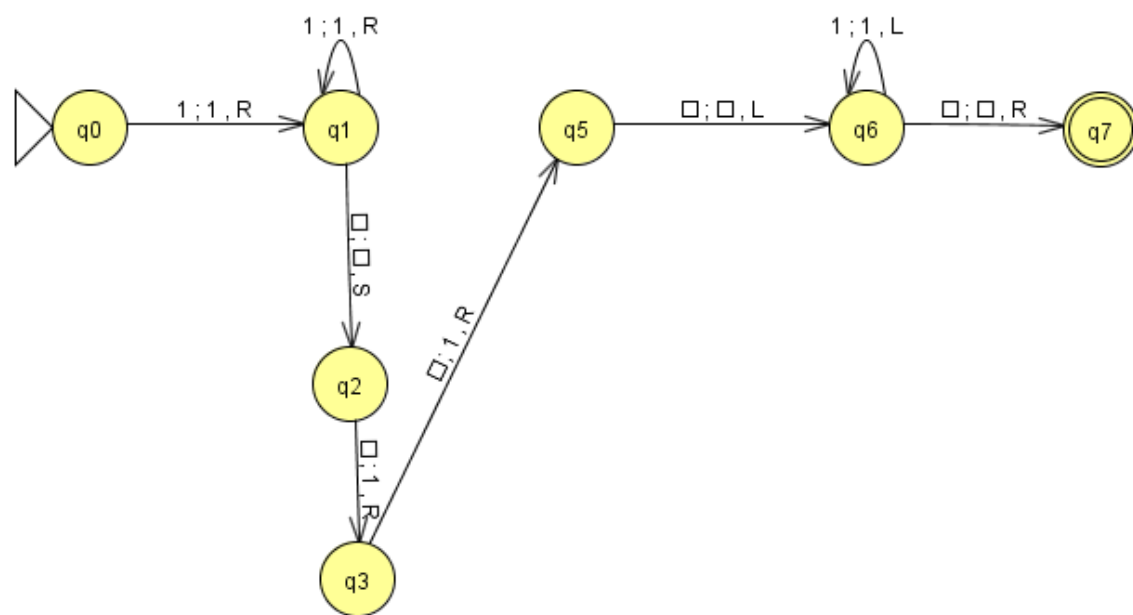 1 ; 1 , R
1 ; 1 , L
q0
1 ; 1 , R
q1
q5
□ ; □ , L
q6
□ ; □ , R
q7
□ ; □ , S
□ ; 1 , R
q2
□ ; 1 , R
q3